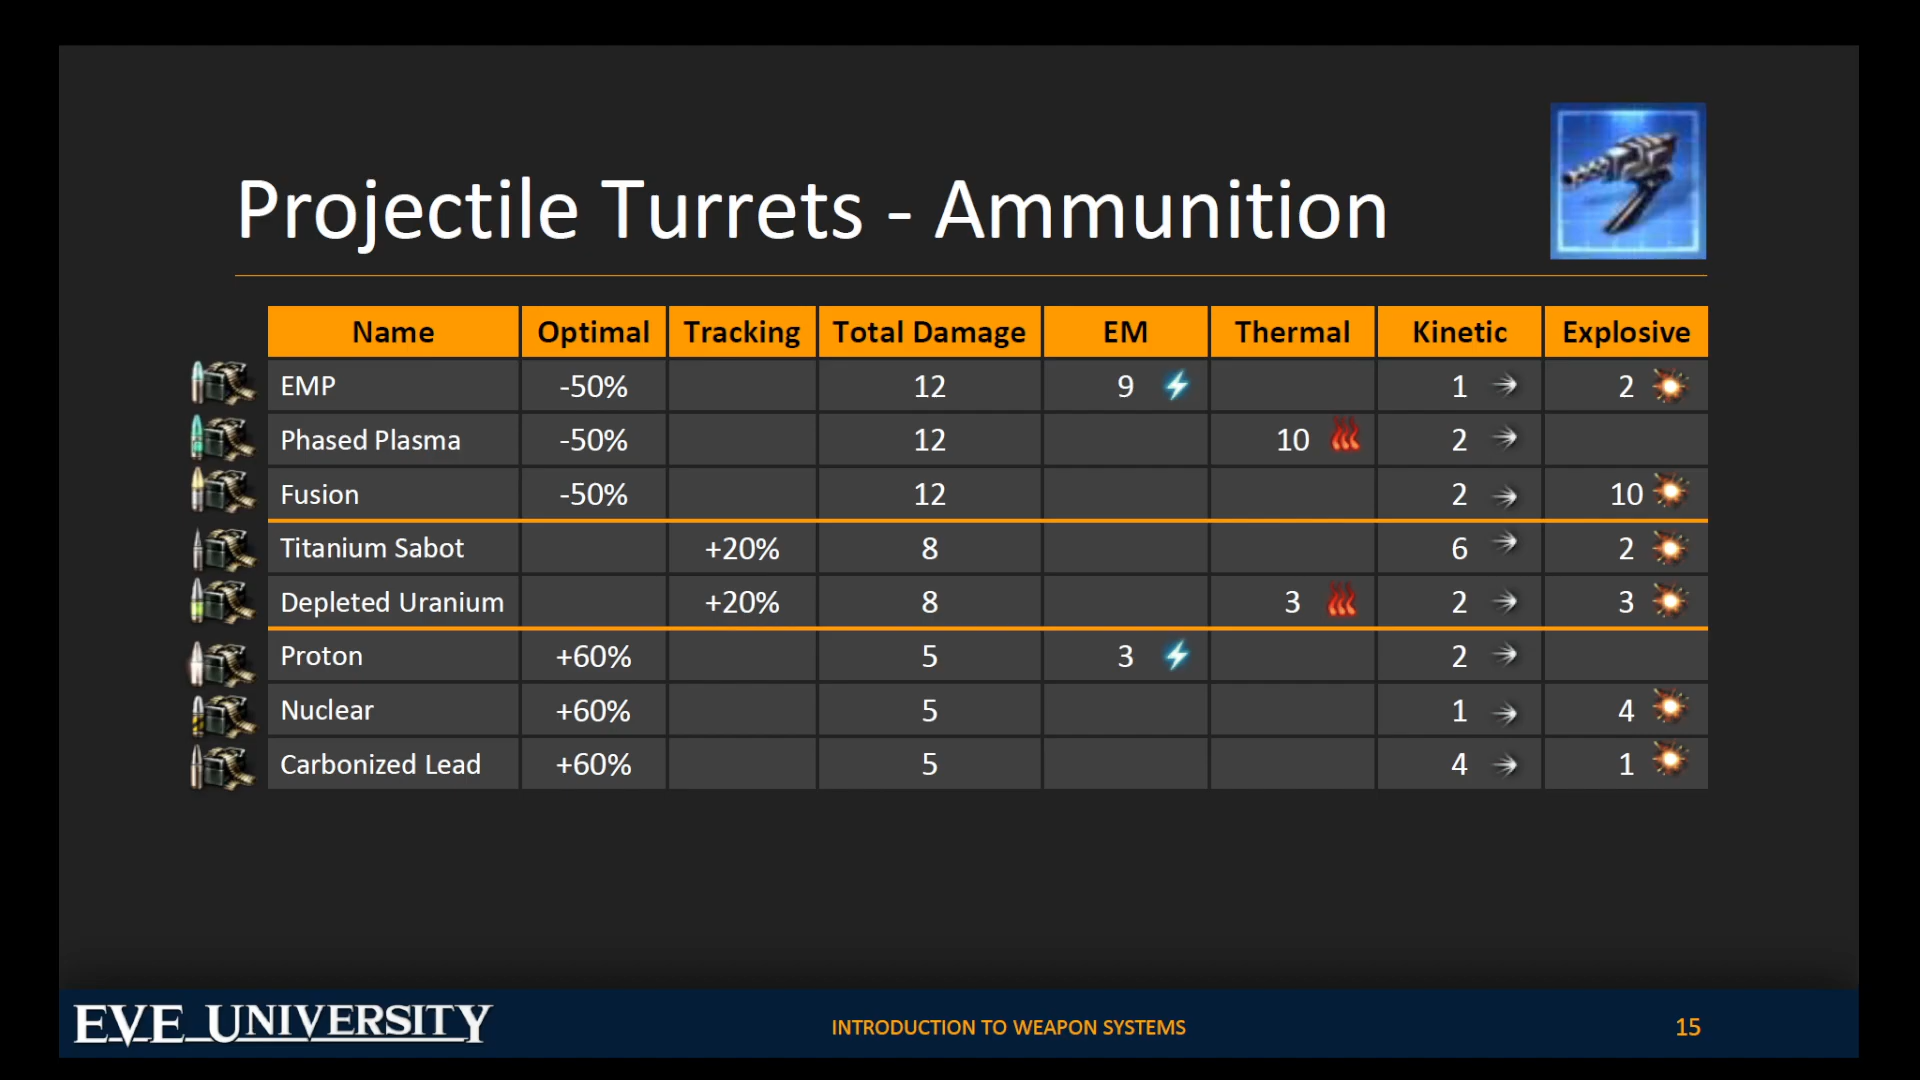 Projectile Turrets - Ammunition
Name Optimal Tracking Total Damage EM Thermal Kinetic Explosive
EMP -50% 12 9 1 2
Phased Plasma -50% 12 10 2
Fusion -50% 12 2 10
Titanium Sabot +20% 8 6 2
Depleted Uranium +20% 8 3 2 3
Proton +60% 5 3 2
Nuclear +60% 5 1 4
Carbonized Lead +60% 5 4 1
EVE UNIVERSITY INTRODUCTION TO WEAPON SYSTEMS 15